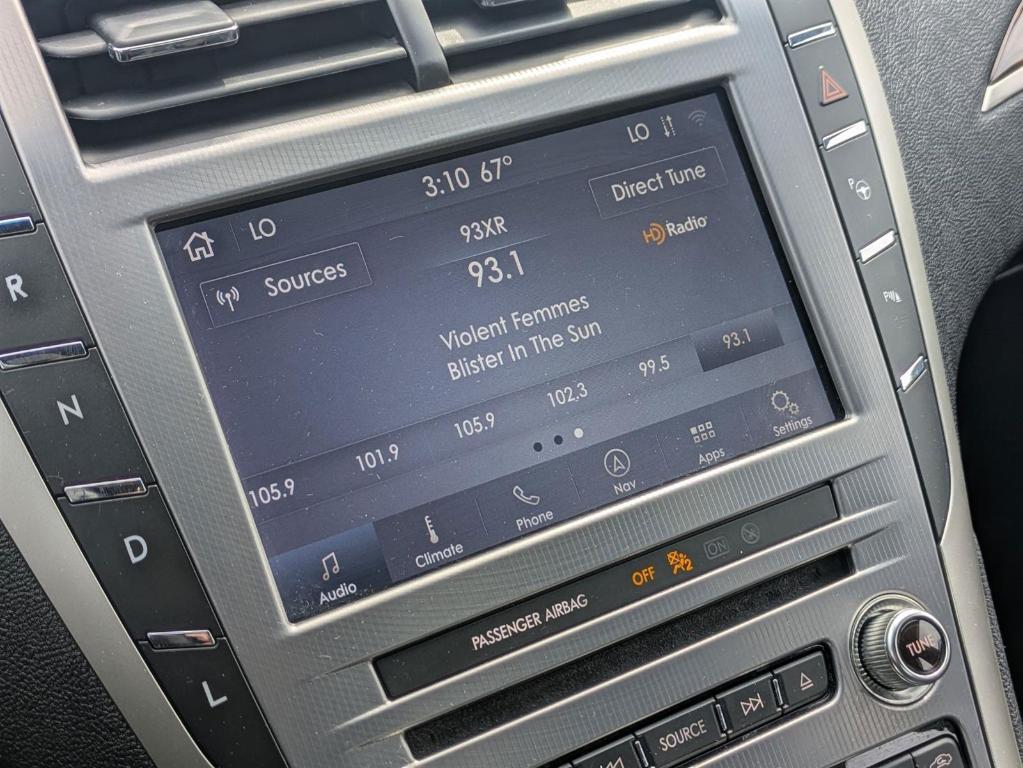 LO
3:10 67°
LO
Sources
93XR
Direct Tune
93.1
HD Radio
Violent Femmes
Blister In The Sun
105.9
101.9
105.9
102.3
99.5
93.1
Audio
Climate
Phone
Nav
Apps
Settings
R
N
D
L
P
P
PASSENGER AIRBAG OFF 2 ON
SOURCE
TUNE